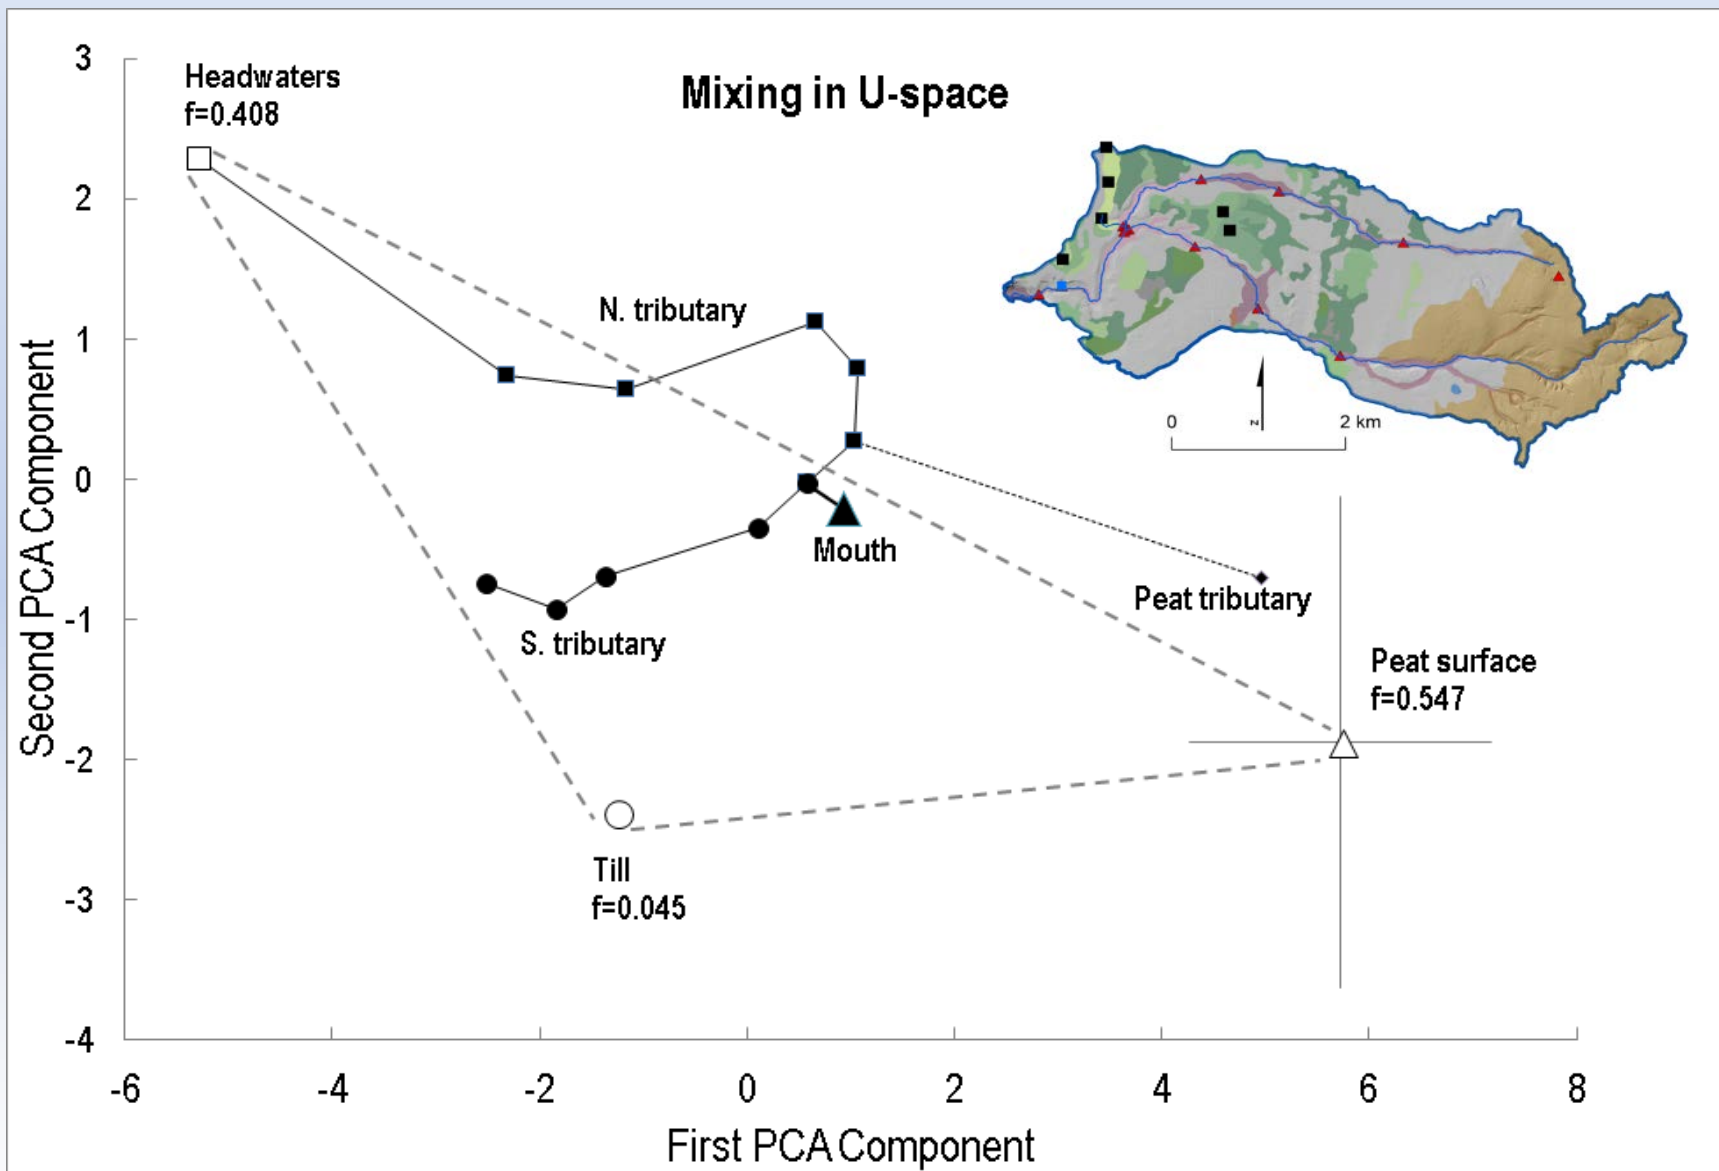 Mixing in U-space
Headwaters
f=0.408
N. tributary
S. tributary
Mouth
Peat tributary
Peat surface
f=0.547
Till
f=0.045
0
2 km
N
3
2
1
0
-1
-2
-3
-4
Second PCA Component
-6
-4
-2
0
2
4
6
8
First PCA Component